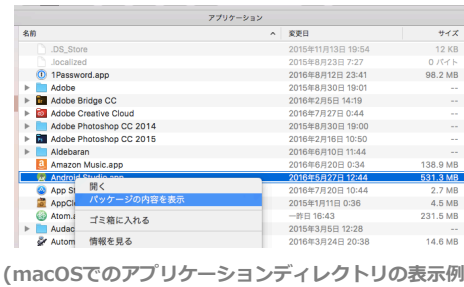 アプリケーション
名前 変更日 サイズ
.DS_Store 2015年11月13日 19:54 12 KB
.localized 2015年8月23日 7:27 0 バイト
1Password.app 2016年8月12日 23:41 98.2 MB
Adobe 2015年8月30日 19:01 --
Adobe Bridge CC 2016年2月5日 14:19 --
Adobe Creative Cloud 2016年7月27日 0:44 --
Adobe Photoshop CC 2014 2015年8月30日 19:00 --
Adobe Photoshop CC 2015 2016年2月16日 10:50 --
Aldebaran 2016年6月10日 11:44 --
Amazon Music.app 2016年6月20日 0:34 138.9 MB
Android Studio.app 2016年5月27日 12:44 531.3 MB
App St 2016年7月20日 10:44 2.7 MB
AppCl 2015年1月11日 0:36 4.5 MB
Atom.a 一昨日 16:43 231.5 MB
Audac 2015年3月5日 12:28 --
Autom 2016年3月24日 20:38 14.6 MB
開く
パッケージの内容を表示
ゴミ箱に入れる
情報を見る
(macOSでのアプリケーションディレクトリの表示例